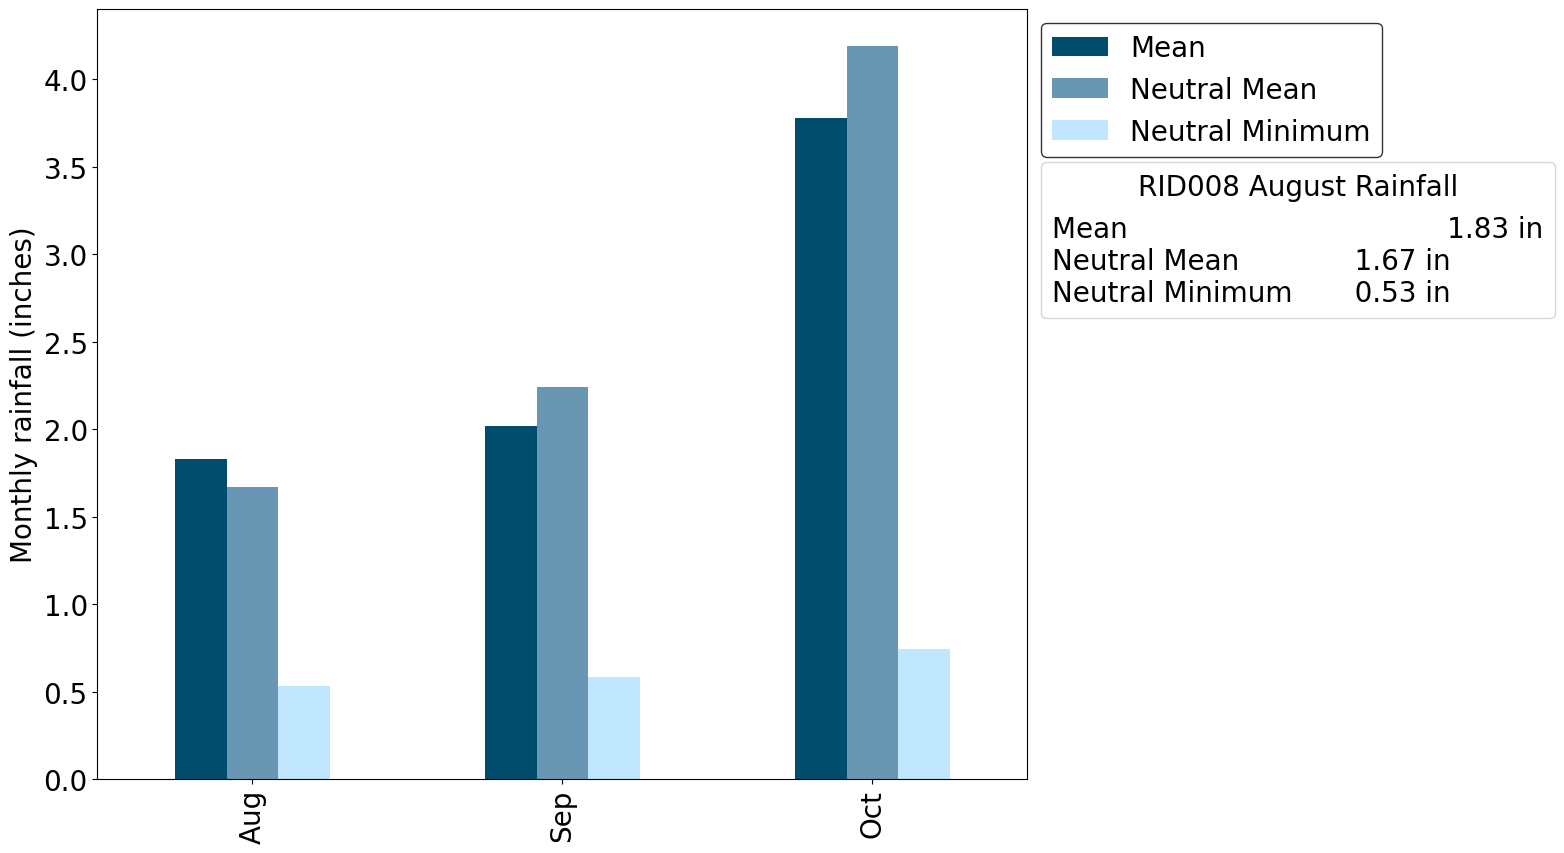 Monthly rainfall (inches)
4.0
3.5
3.0
2.5
2.0
1.5
1.0
0.5
0.0
Aug
Sep
Oct
Mean
Neutral Mean
Neutral Minimum
RID008 August Rainfall
Mean 1.83 in
Neutral Mean 1.67 in
Neutral Minimum 0.53 in